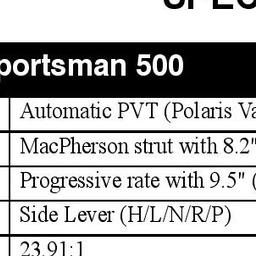 portsman 500
Automatic PVT (Polaris Va
MacPherson strut with 8.2"
Progressive rate with 9.5" (
Side Lever (H/L/N/R/P)
23.91:1